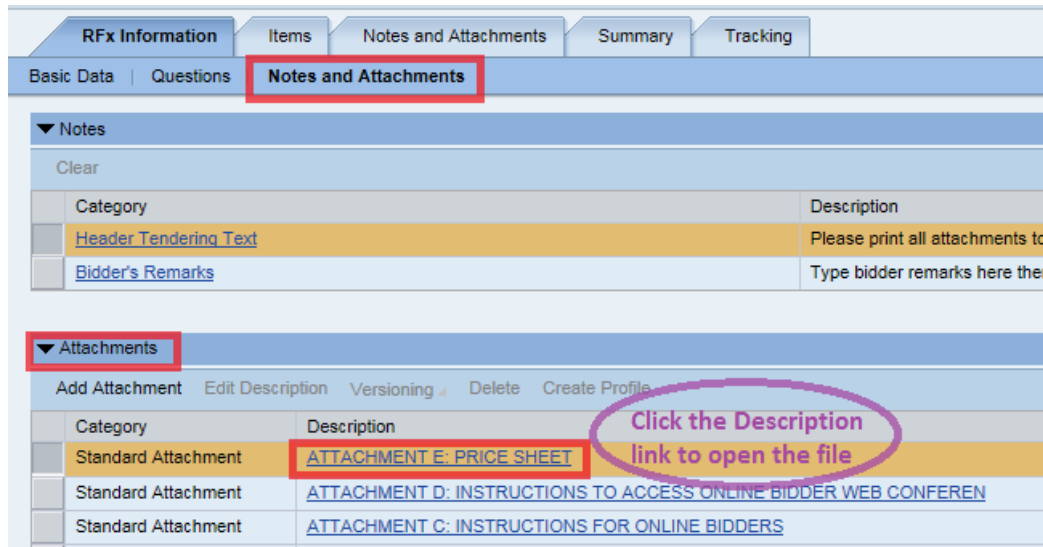 RFx Information Items Notes and Attachments Summary Tracking
Basic Data | Questions Notes and Attachments
Notes
Clear
Category Description
Header Tendering Text Please print all attachments to
Bidder's Remarks Type bidder remarks here the
Attachments
Add Attachment Edit Description Versioning Delete Create Profile
Category Description
Click the Description
link to open the file
Standard Attachment ATTACHMENT E: PRICE SHEET
Standard Attachment ATTACHMENT D: INSTRUCTIONS TO ACCESS ONLINE BIDDER WEB CONFEREN
Standard Attachment ATTACHMENT C: INSTRUCTIONS FOR ONLINE BIDDERS